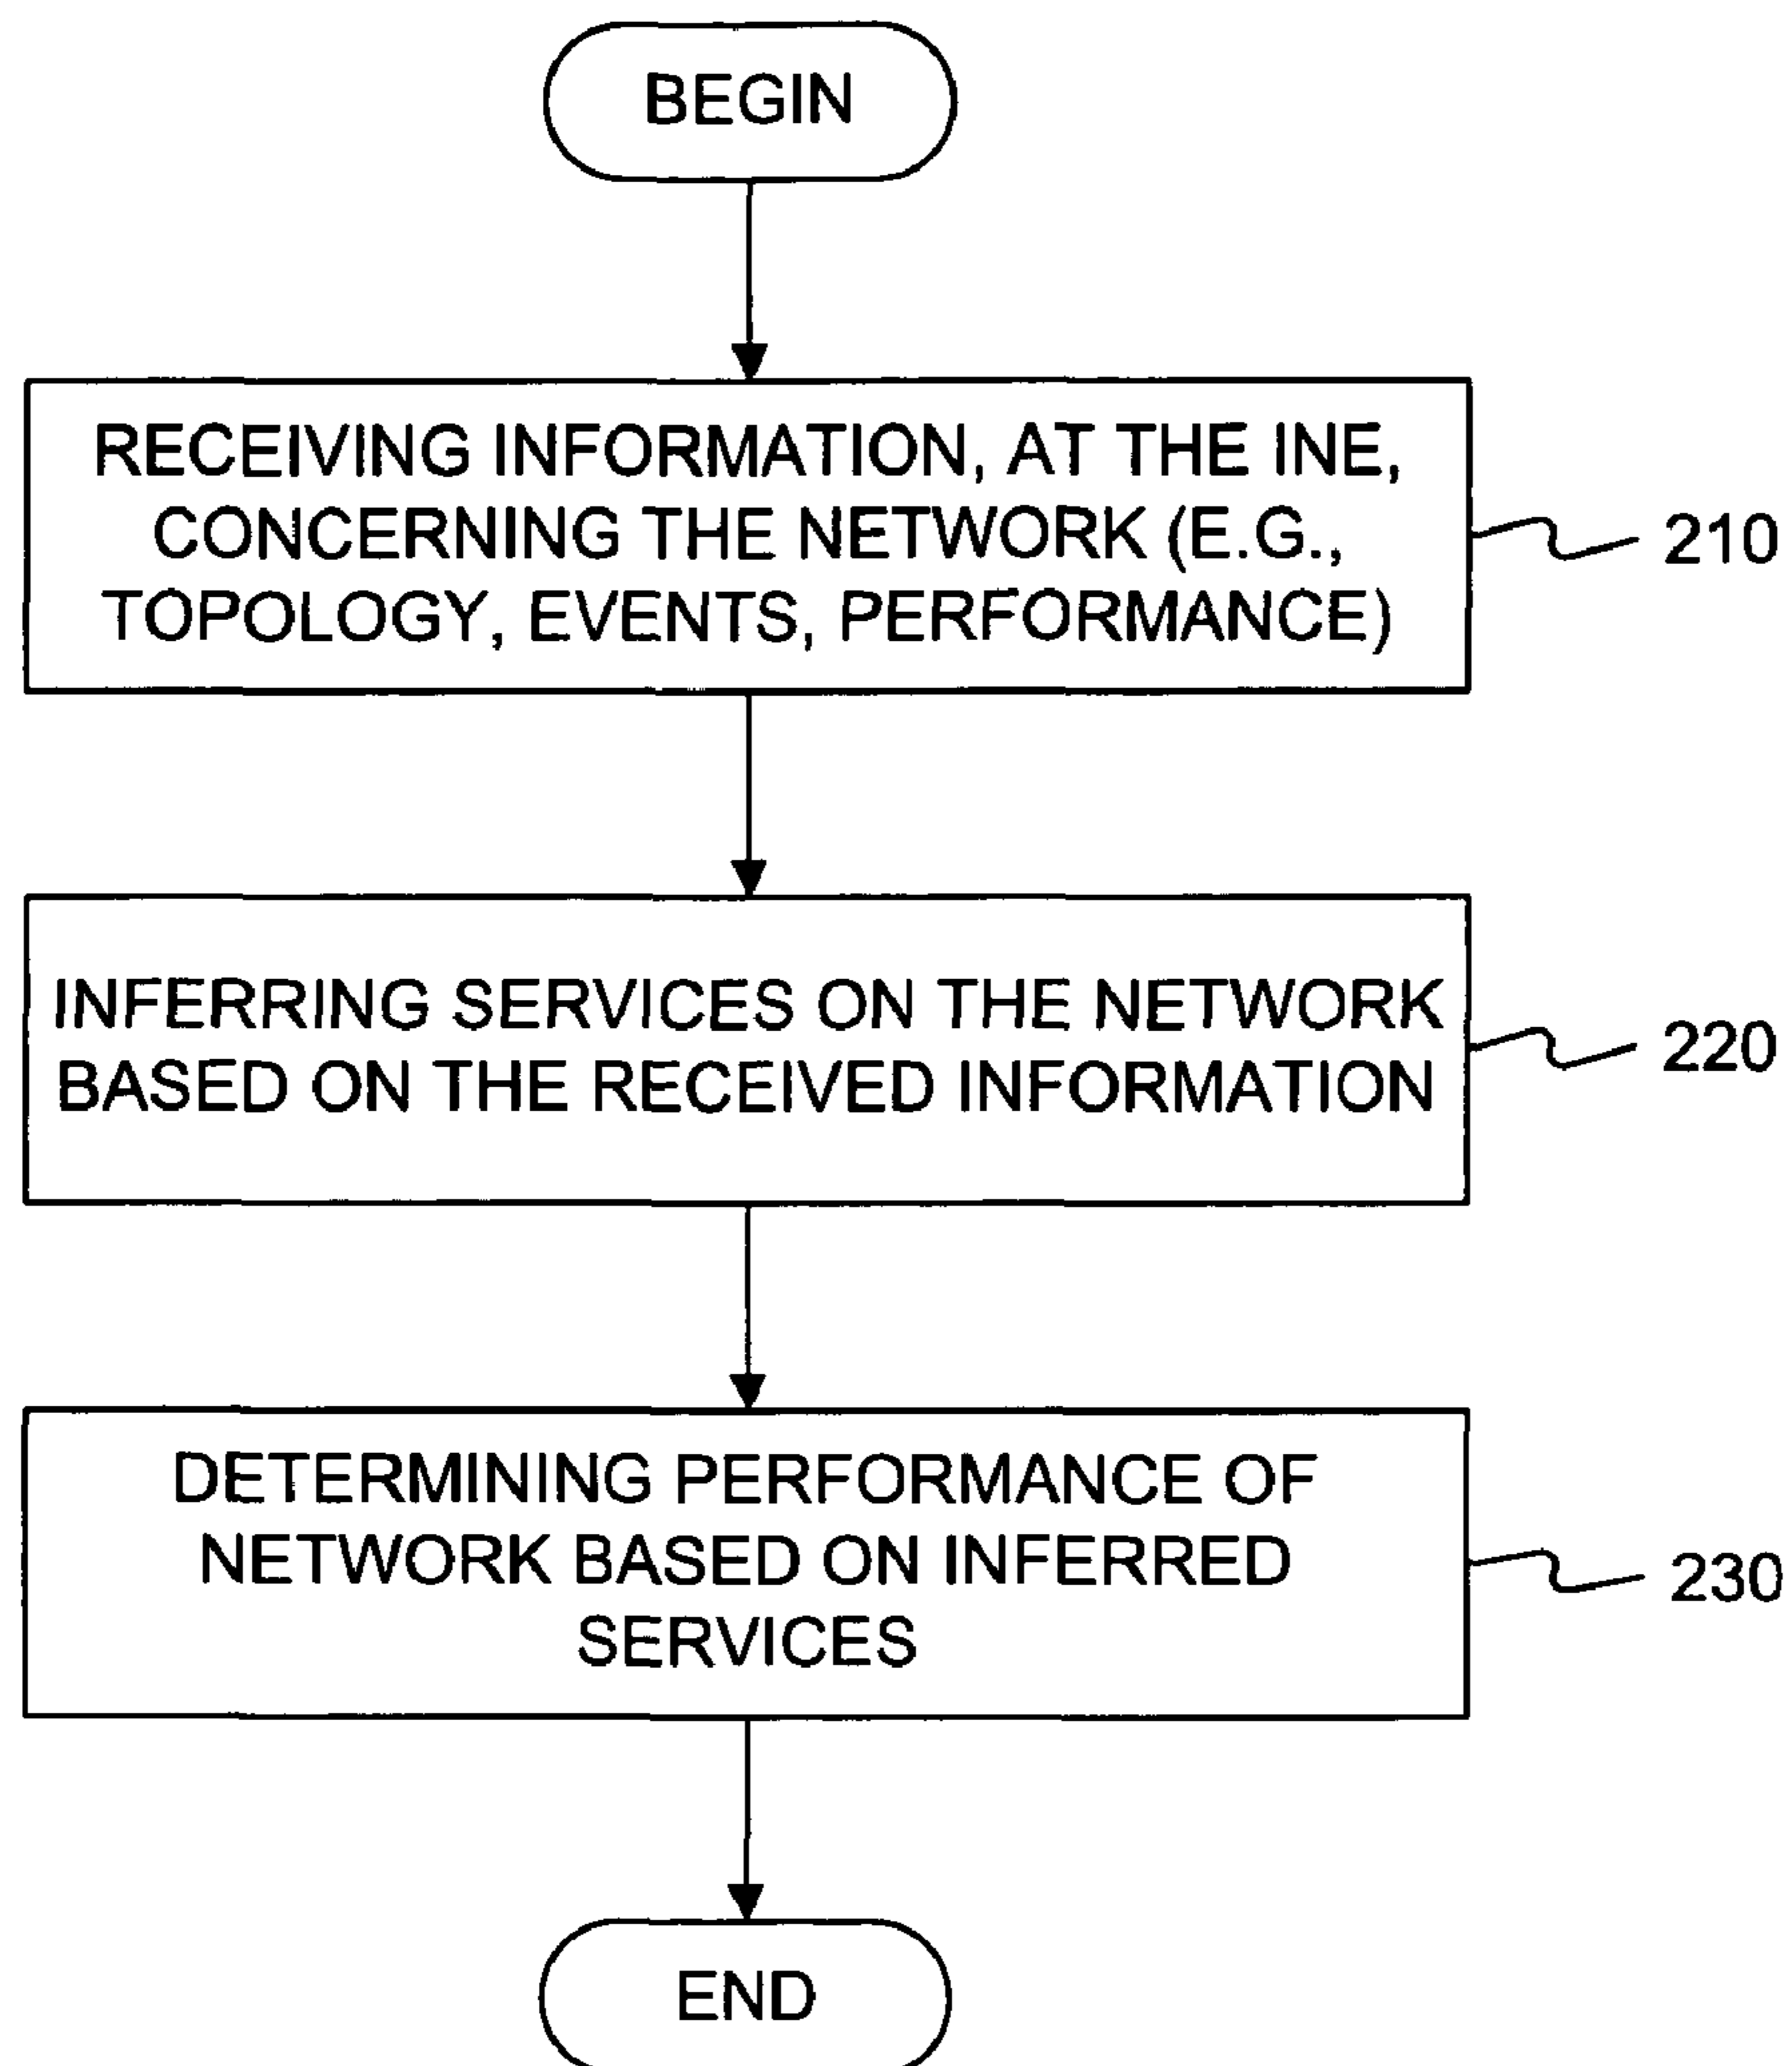 BEGIN
RECEIVING INFORMATION, AT THE INE,
CONCERNING THE NETWORK (E.G.,
TOPOLOGY, EVENTS, PERFORMANCE)
210
INFERRING SERVICES ON THE NETWORK
BASED ON THE RECEIVED INFORMATION
220
DETERMINING PERFORMANCE OF
NETWORK BASED ON INFERRED
SERVICES
230
END